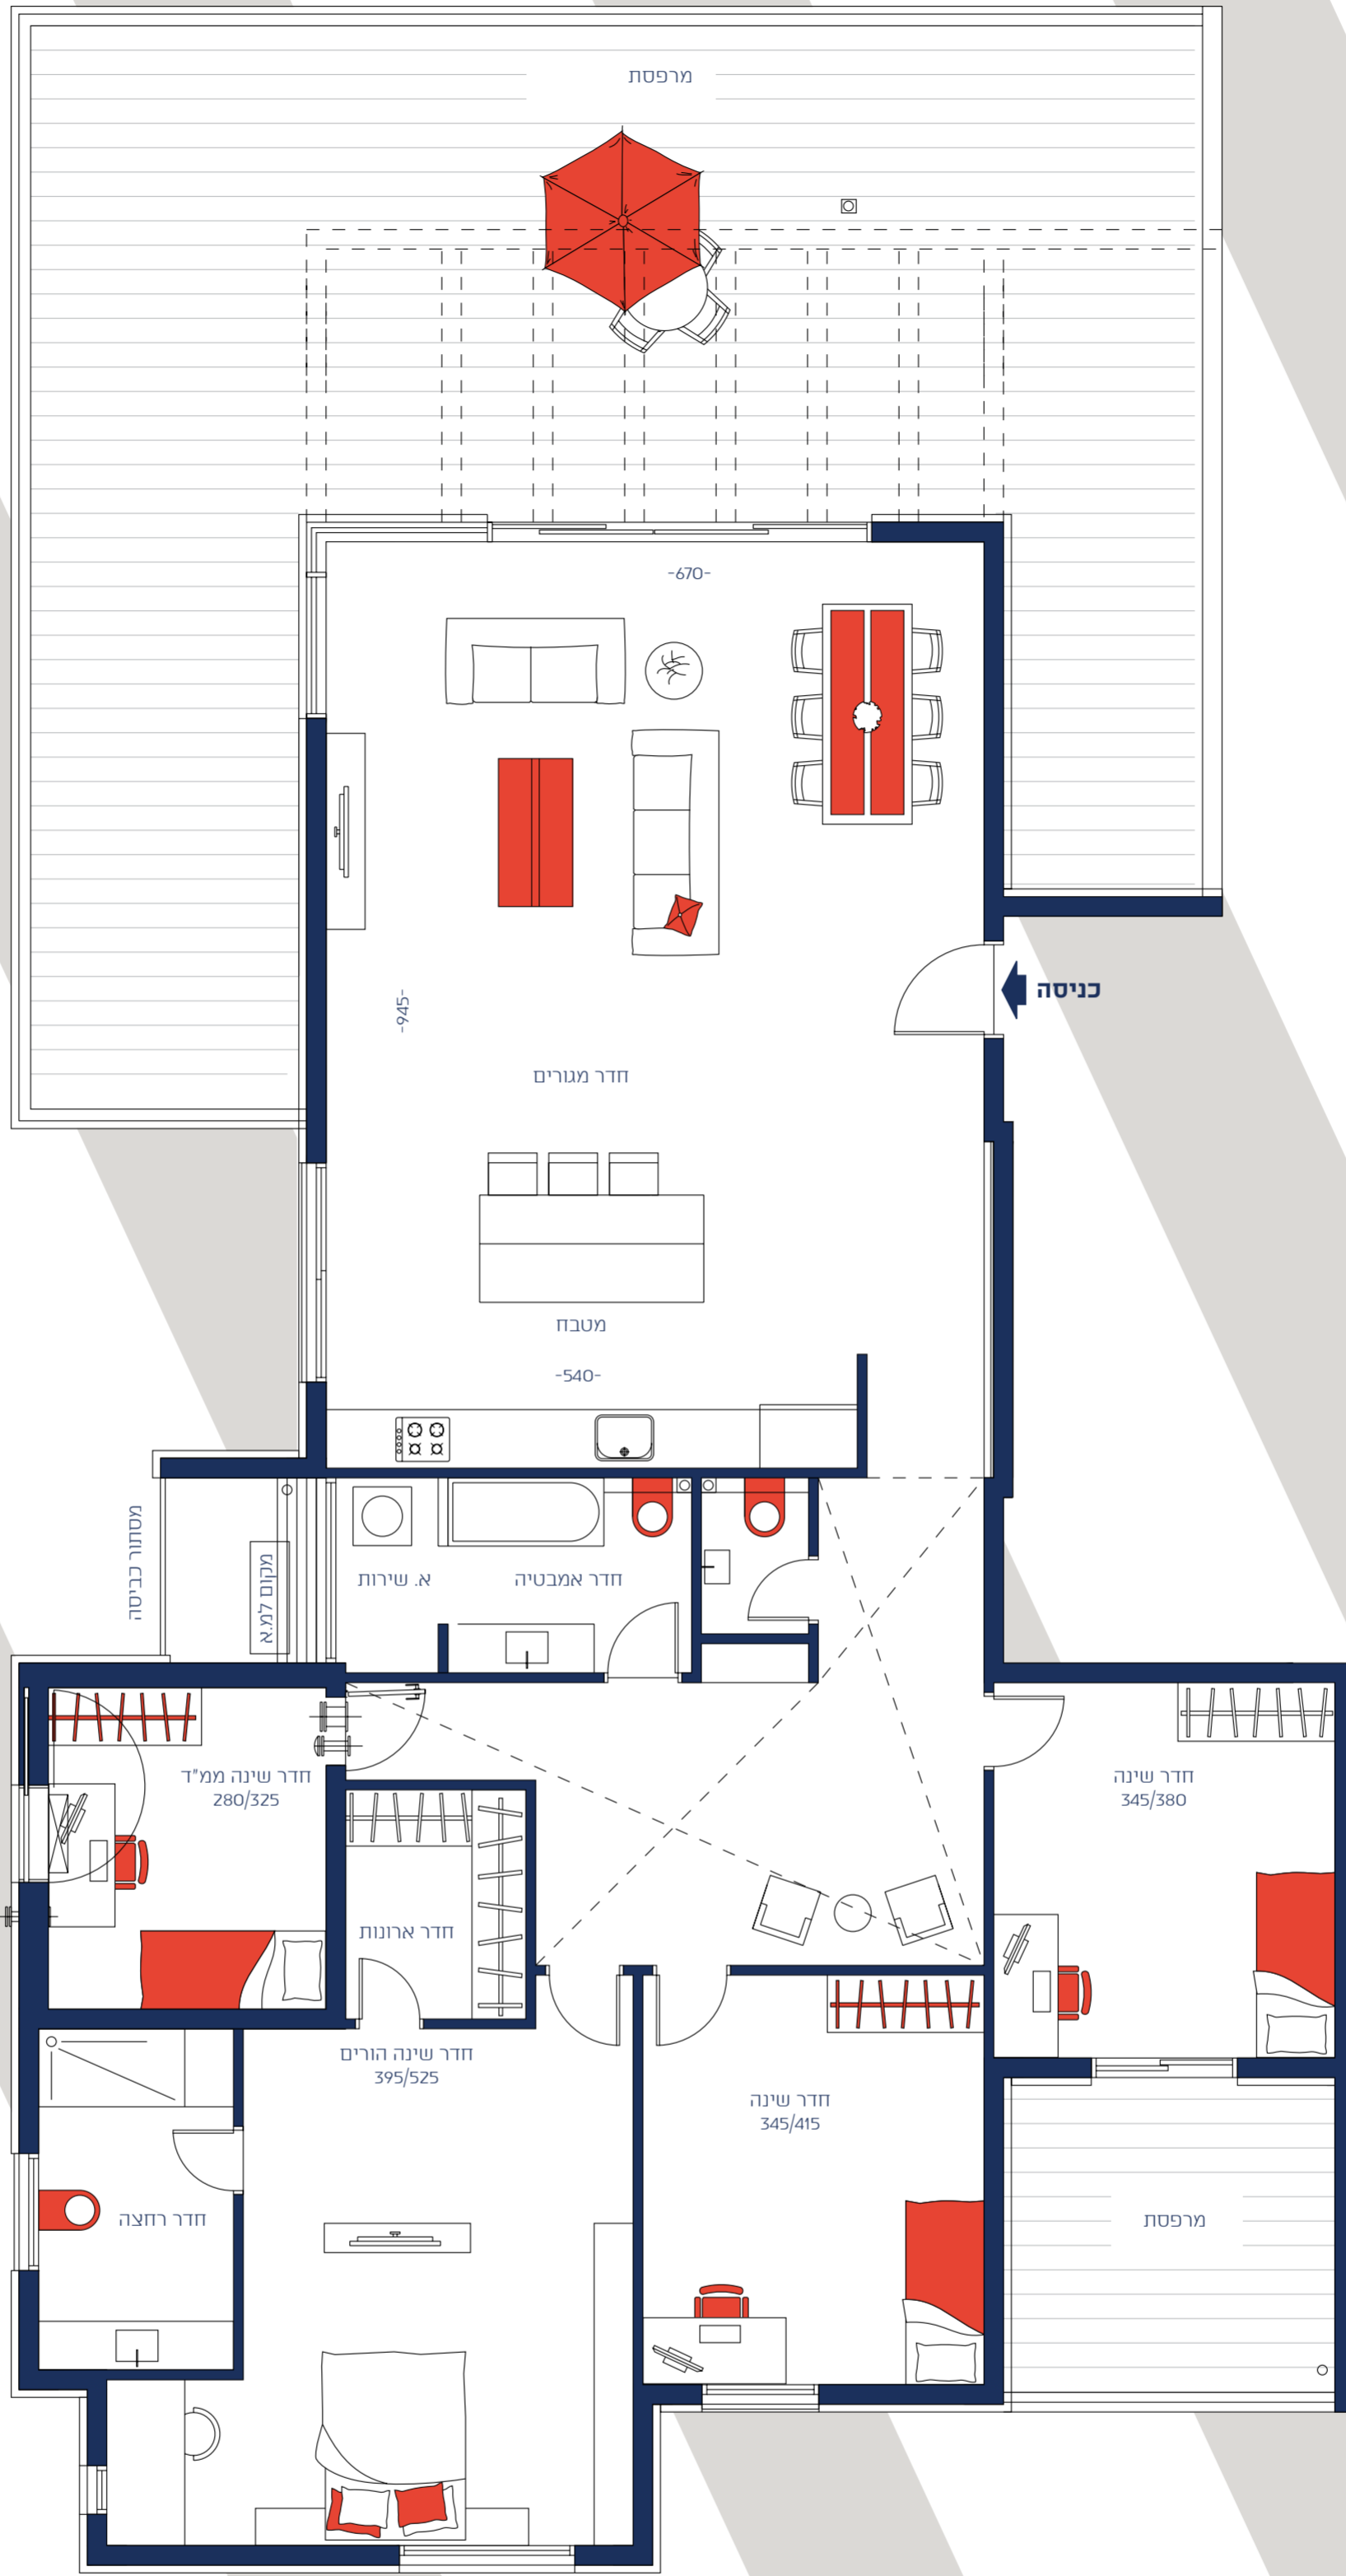 מרפסת
-670-
כניסה
-945-
חדר מגורים
מטבח
-540-
מסתור כביסה
מקום למ.א
א. שירות
חדר אמבטיה
חדר שינה ממ"ד
280/325
חדר שינה
345/380
חדר ארונות
חדר שינה הורים
395/525
חדר שינה
345/415
חדר רחצה
מרפסת